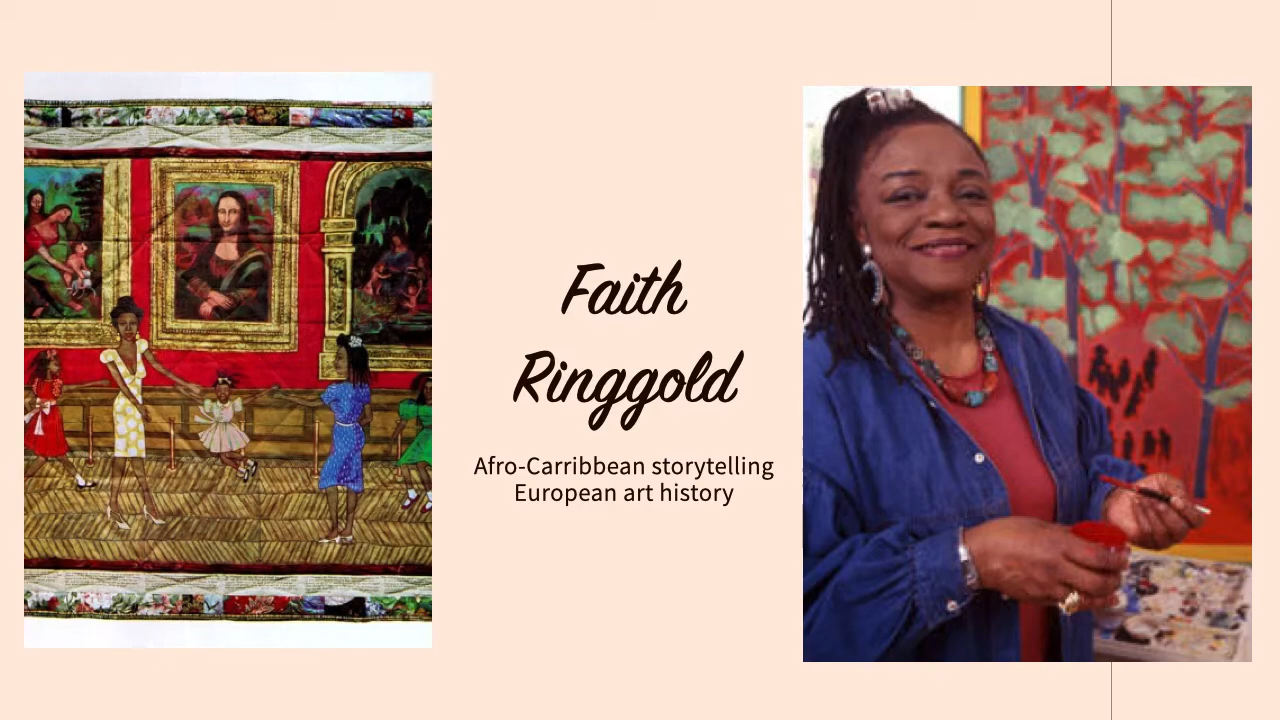 Faith
Ringgold
Afro-Carribbean storytelling
European art history